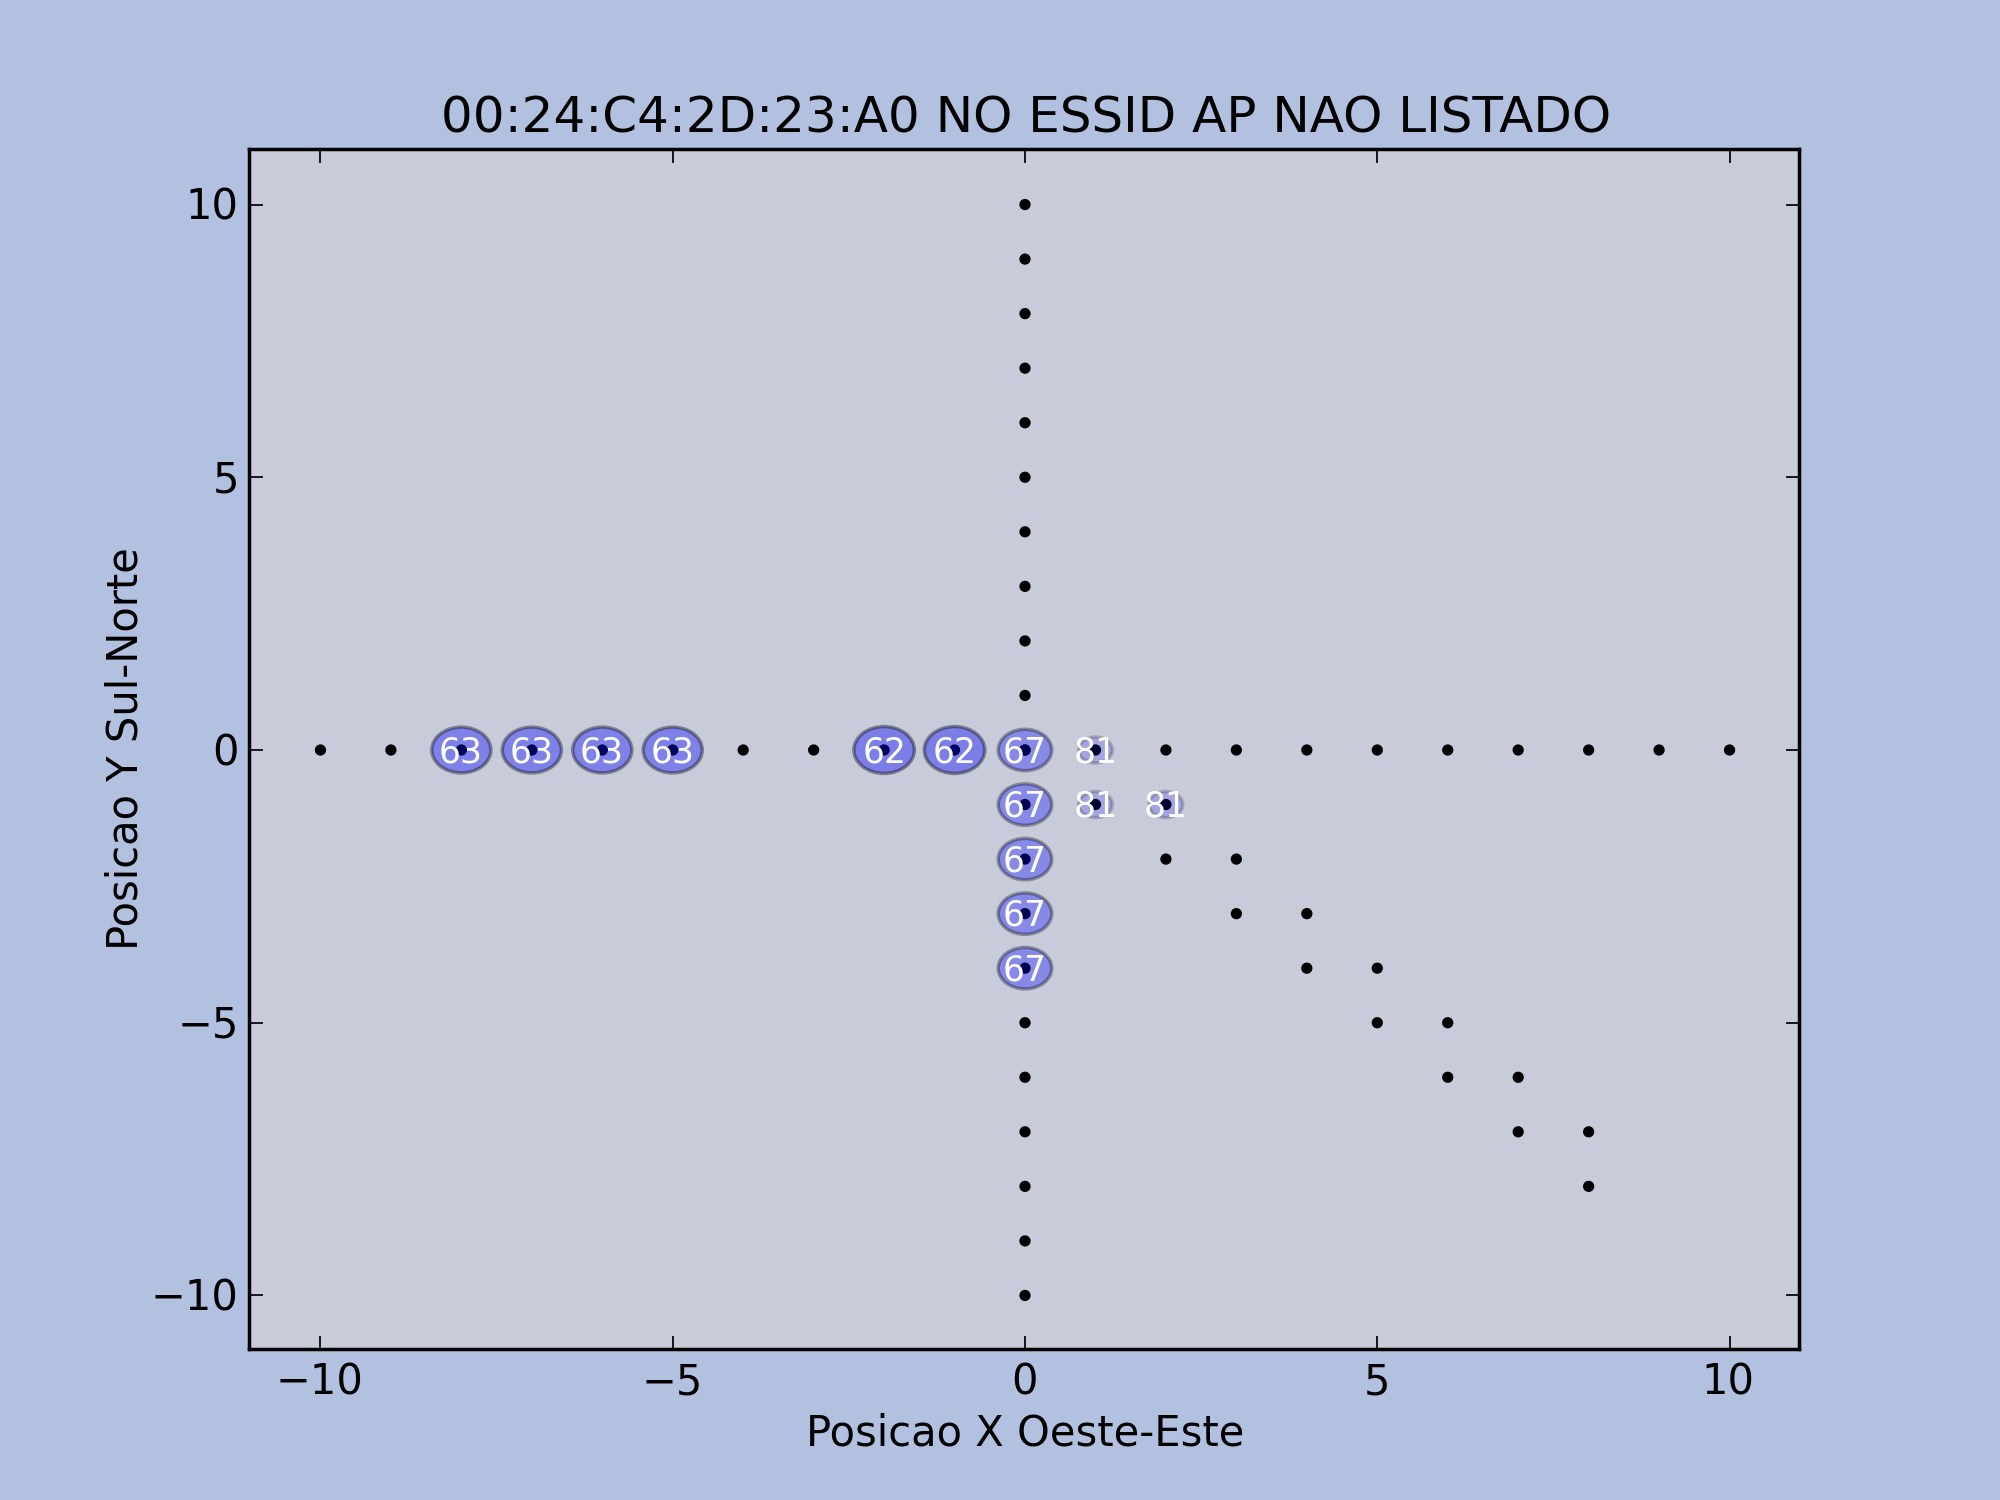 00:24:C4:2D:23:A0 NO ESSID AP NAO LISTADO
10
5
0
−5
−10
Posicao Y Sul-Norte
63 63 63 63 62 62 67 81
67 81 81
67
67
67
−10 −5 0 5 10
Posicao X Oeste-Este